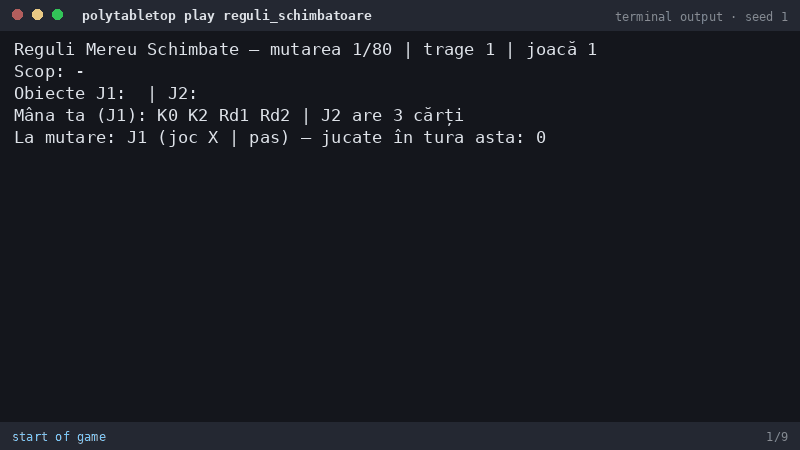 polytabletop play reguli_schimbatoare
terminal output · seed 1
Reguli Mereu Schimbate — mutarea 1/80 | trage 1 | joacă 1
Scop: -
Obiecte J1:  | J2:
Mâna ta (J1): K0 K2 Rd1 Rd2 | J2 are 3 cărți
La mutare: J1 (joc X | pas) — jucate în tura asta: 0
start of game
1/9